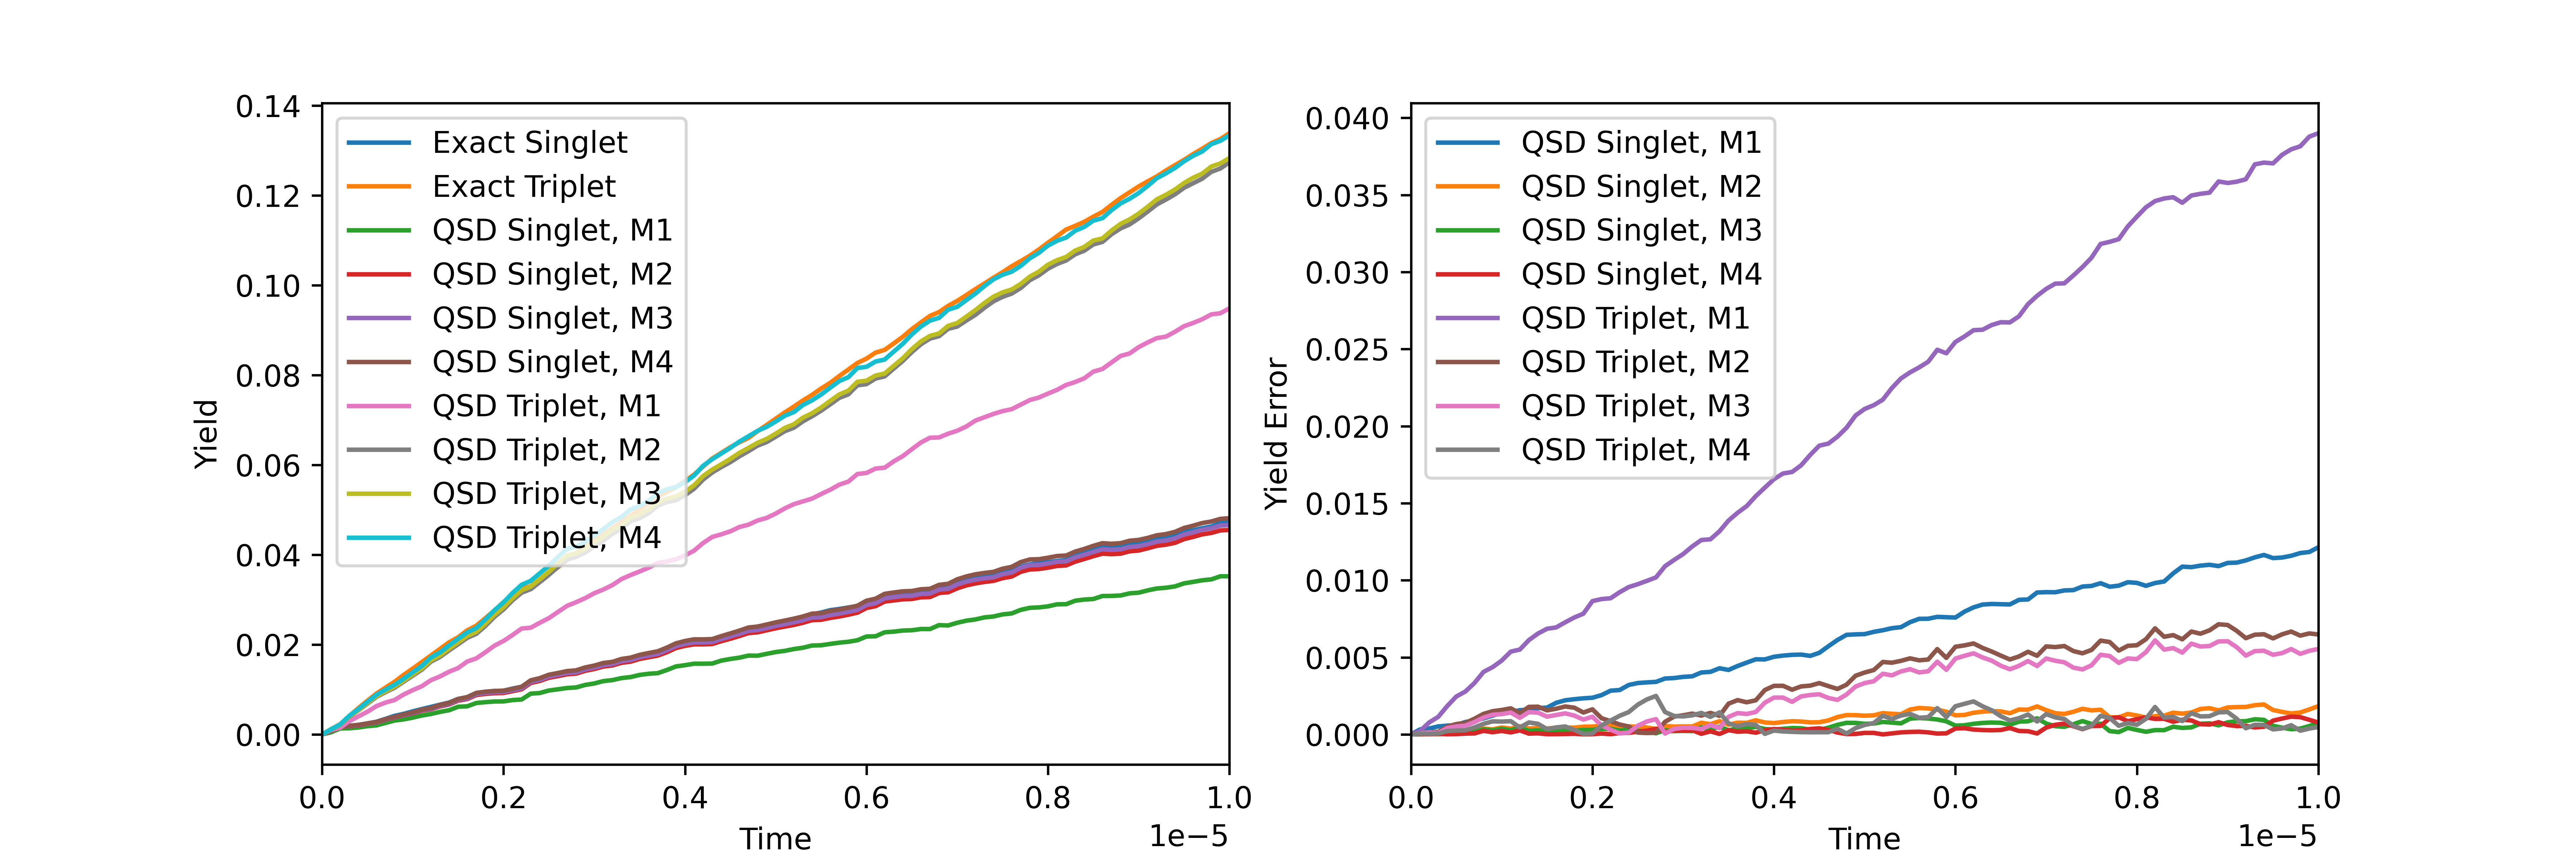 0.14
0.12
0.10
0.08
0.06
0.04
0.02
0.00
Yield
Exact Singlet
Exact Triplet
QSD Singlet, M1
QSD Singlet, M2
QSD Singlet, M3
QSD Singlet, M4
QSD Triplet, M1
QSD Triplet, M2
QSD Triplet, M3
QSD Triplet, M4
0.0 0.2 0.4 0.6 0.8 1.0
Time
1e−5
0.040
0.035
0.030
0.025
0.020
0.015
0.010
0.005
0.000
Yield Error
QSD Singlet, M1
QSD Singlet, M2
QSD Singlet, M3
QSD Singlet, M4
QSD Triplet, M1
QSD Triplet, M2
QSD Triplet, M3
QSD Triplet, M4
0.0 0.2 0.4 0.6 0.8 1.0
Time
1e−5